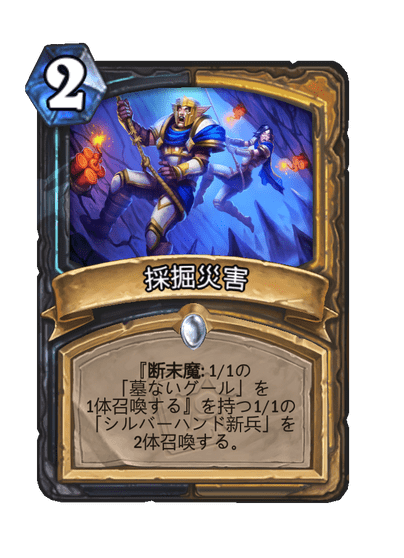 2
採掘災害
『断末魔: 1/1の
「墓ないグール」を
1体召喚する』を持つ1/1の
「シルバーハンド新兵」を
2体召喚する。